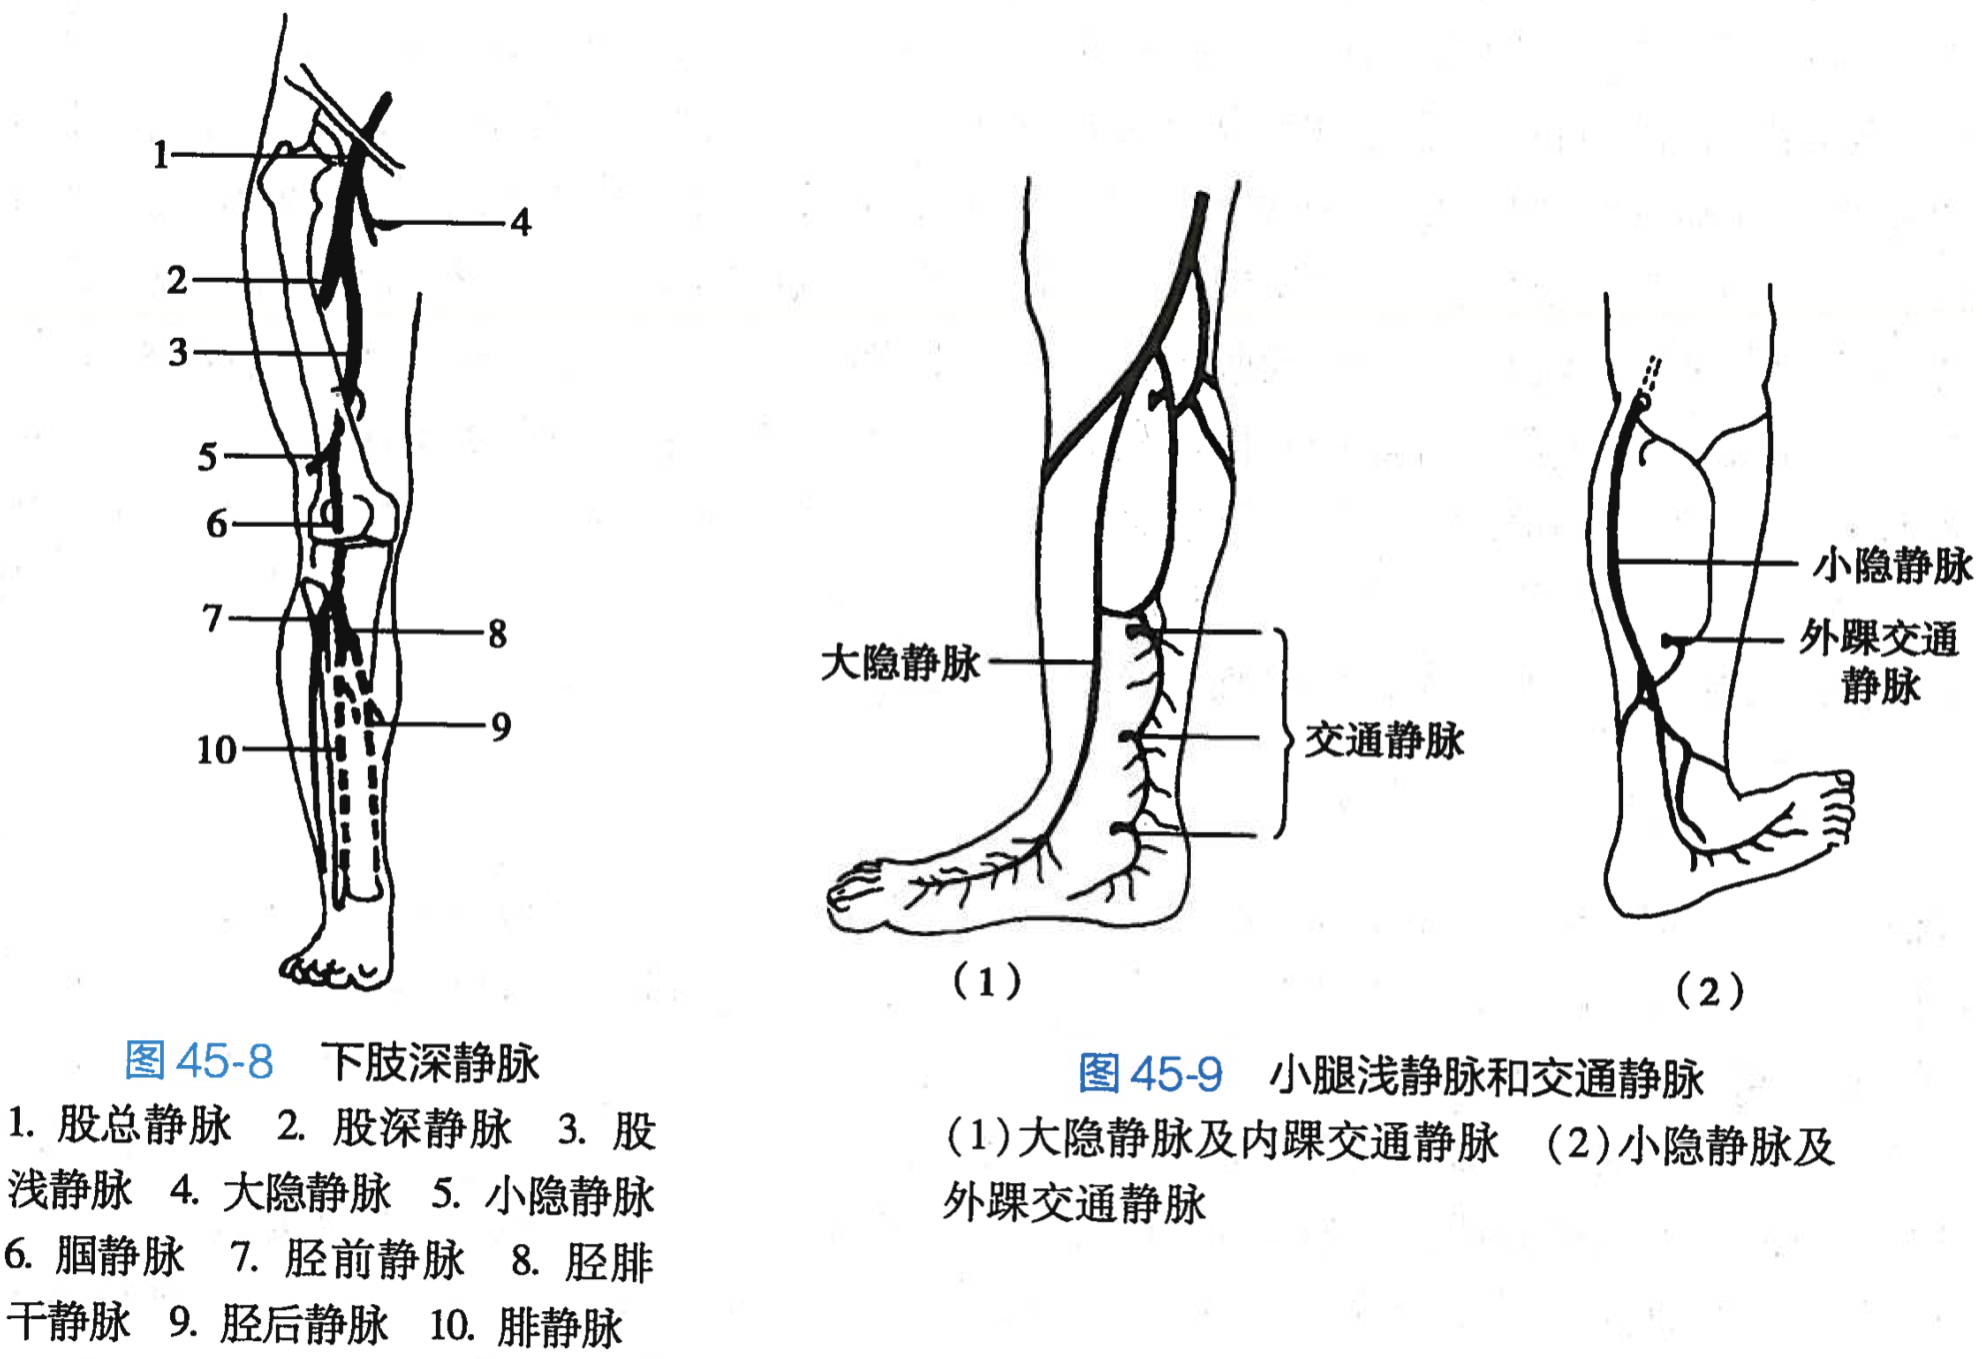 1
4
2
3
5
6
7
8
9
10
图 45-8 下肢深静脉
1. 股总静脉 2. 股深静脉 3. 股
浅静脉 4. 大隐静脉 5. 小隐静脉
6. 腘静脉 7. 胫前静脉 8. 胫腓
干静脉 9. 胫后静脉 10. 腓静脉
大隐静脉
交通静脉
(1)
小隐静脉
外踝交通
静脉
(2)
图 45-9 小腿浅静脉和交通静脉
(1)大隐静脉及内踝交通静脉 (2)小隐静脉及
外踝交通静脉